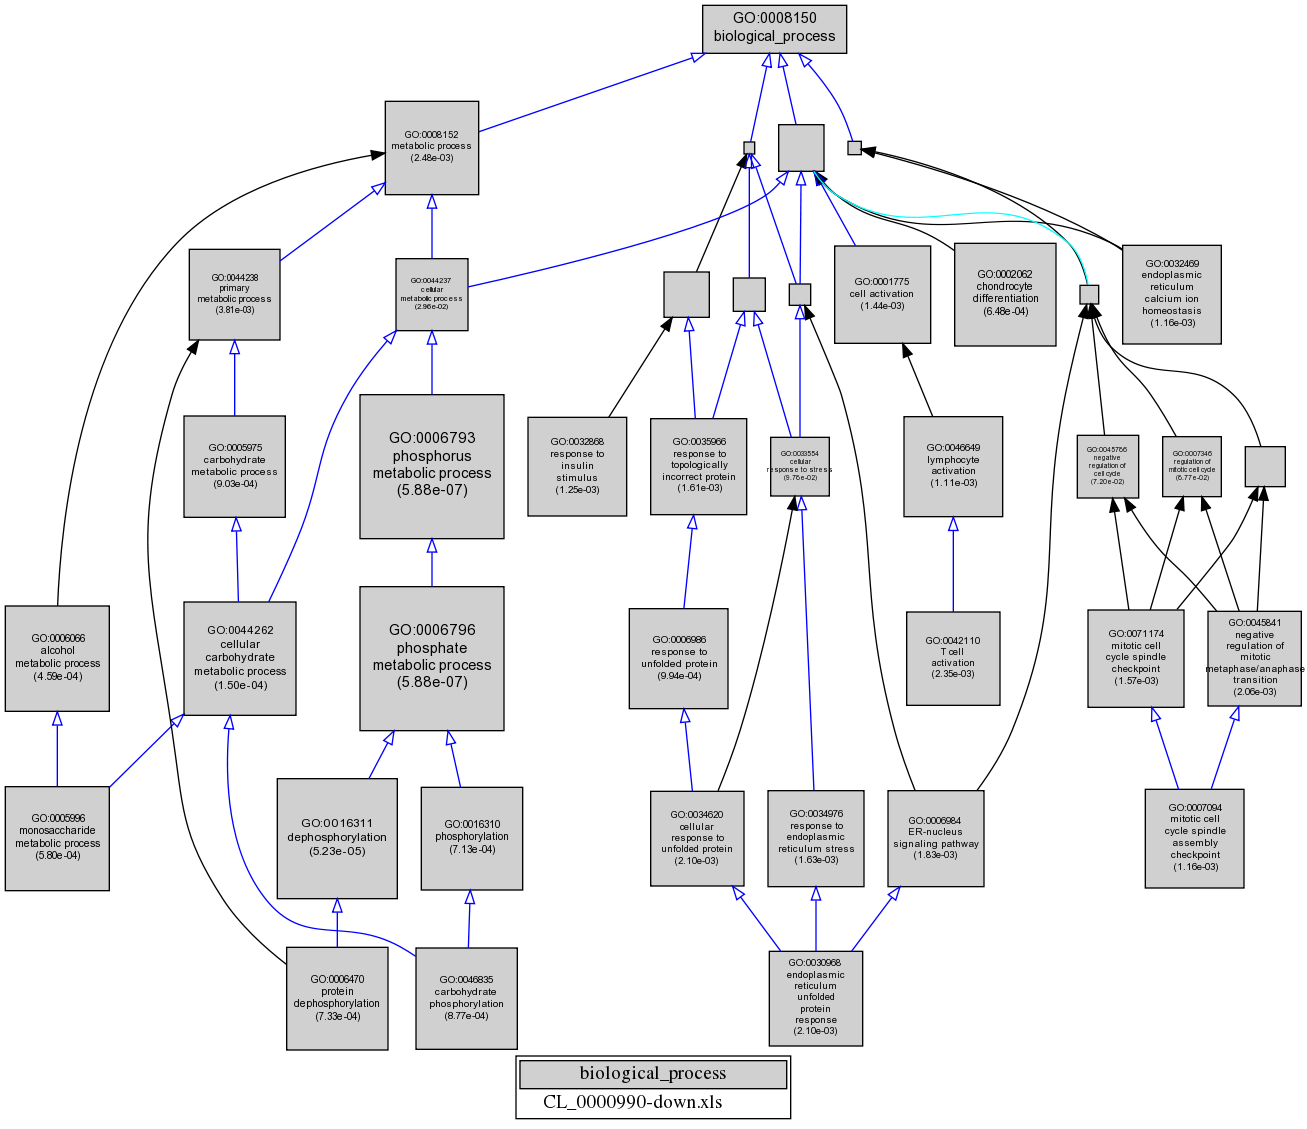 GO:0008150
biological_process
GO:0008152
metabolic process
(2.48e-03)
GO:0044238
primary
metabolic process
(3.81e-03)
GO:0044237
cellular
metabolic process
(2.96e-02)
GO:0001775
cell activation
(1.44e-03)
GO:0002062
chondrocyte
differentiation
(6.48e-04)
GO:0032469
endoplasmic
reticulum
calcium ion
homeostasis
(1.16e-03)
GO:0005975
carbohydrate
metabolic process
(9.03e-04)
GO:0006793
phosphorus
metabolic process
(5.88e-07)
GO:0032868
response to
insulin
stimulus
(1.25e-03)
GO:0035966
response to
topologically
incorrect protein
(1.61e-03)
GO:0033554
cellular
response to stress
(9.76e-02)
GO:0046649
lymphocyte
activation
(1.11e-03)
GO:0045786
negative
regulation of
cell cycle
(7.20e-02)
GO:0007346
regulation of
mitotic cell cycle
(6.77e-02)
GO:0006066
alcohol
metabolic process
(4.59e-04)
GO:0044262
cellular
carbohydrate
metabolic process
(1.50e-04)
GO:0006796
phosphate
metabolic process
(5.88e-07)
GO:0006986
response to
unfolded protein
(9.94e-04)
GO:0042110
T cell
activation
(2.35e-03)
GO:0071174
mitotic cell
cycle spindle
checkpoint
(1.57e-03)
GO:0045841
negative
regulation of
mitotic
metaphase/anaphase
transition
(2.06e-03)
GO:0005996
monosaccharide
metabolic process
(5.80e-04)
GO:0016311
dephosphorylation
(5.23e-05)
GO:0016310
phosphorylation
(7.13e-04)
GO:0034620
cellular
response to
unfolded protein
(2.10e-03)
GO:0034976
response to
endoplasmic
reticulum stress
(1.63e-03)
GO:0006984
ER-nucleus
signaling pathway
(1.83e-03)
GO:0007094
mitotic cell
cycle spindle
assembly
checkpoint
(1.16e-03)
GO:0006470
protein
dephosphorylation
(7.33e-04)
GO:0046835
carbohydrate
phosphorylation
(8.77e-04)
GO:0030968
endoplasmic
reticulum
unfolded
protein
response
(2.10e-03)
biological_process
CL_0000990-down.xls